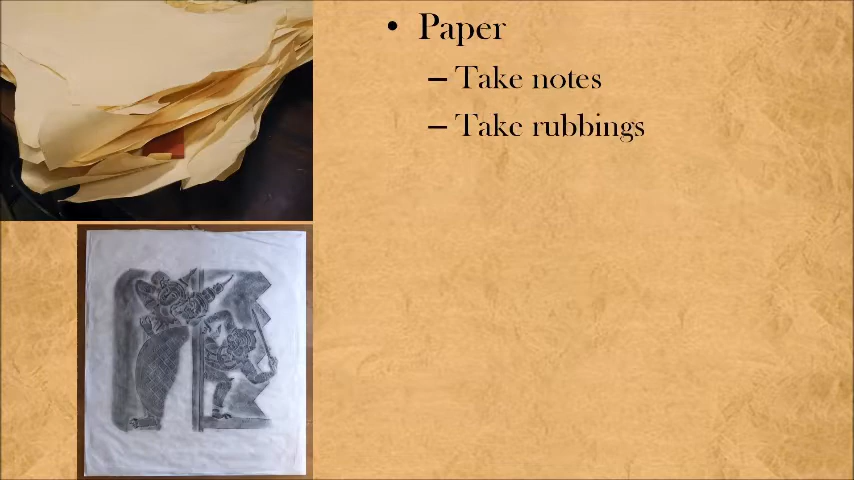 • Paper
– Take notes
– Take rubbings